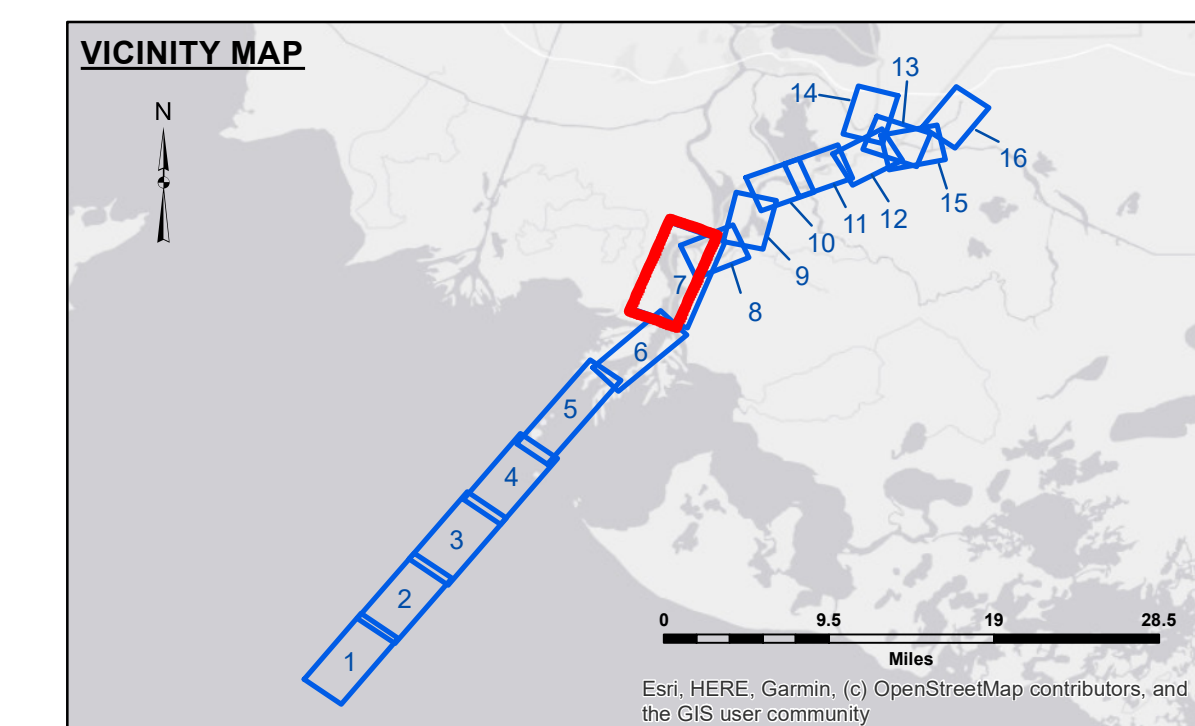 VICINITY MAP
N
13
14
16
15
12
11
10
9
8
7
6
5
4
3
2
1
0 9.5 19 28.5
Miles
Esri, HERE, Garmin, (c) OpenStreetMap contributors, and
the GIS user community